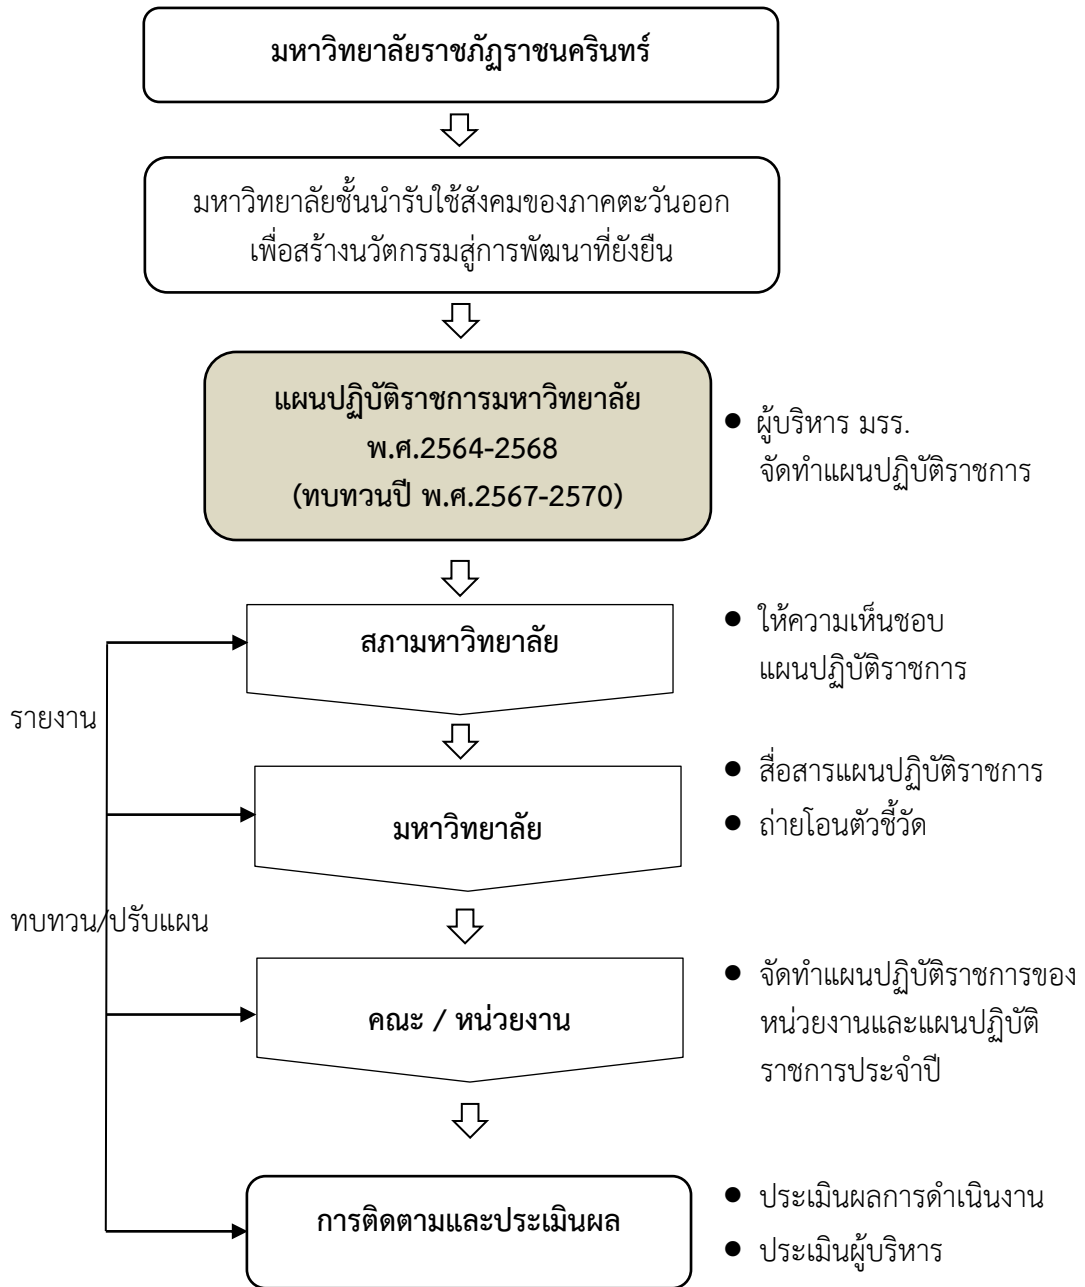 มหาวิทยาลัยราชภัฏราชนครินทร์
มหาวิทยาลัยชั้นนำรับใช้สังคมของภาคตะวันออก
เพื่อสร้างนวัตกรรมสู่การพัฒนาที่ยังยืน
แผนปฏิบัติราชการมหาวิทยาลัย
พ.ศ.2564-2568
(ทบทวนปี พ.ศ.2567-2570)
● ผู้บริหาร มรร.
จัดทำแผนปฏิบัติราชการ
สภามหาวิทยาลัย
● ให้ความเห็นชอบ
แผนปฏิบัติราชการ
รายงาน
มหาวิทยาลัย
● สื่อสารแผนปฏิบัติราชการ
● ถ่ายโอนตัวชี้วัด
ทบทวน/ปรับแผน
คณะ / หน่วยงาน
● จัดทำแผนปฏิบัติราชการของ
หน่วยงานและแผนปฏิบัติ
ราชการประจำปี
การติดตามและประเมินผล
● ประเมินผลการดำเนินงาน
● ประเมินผู้บริหาร